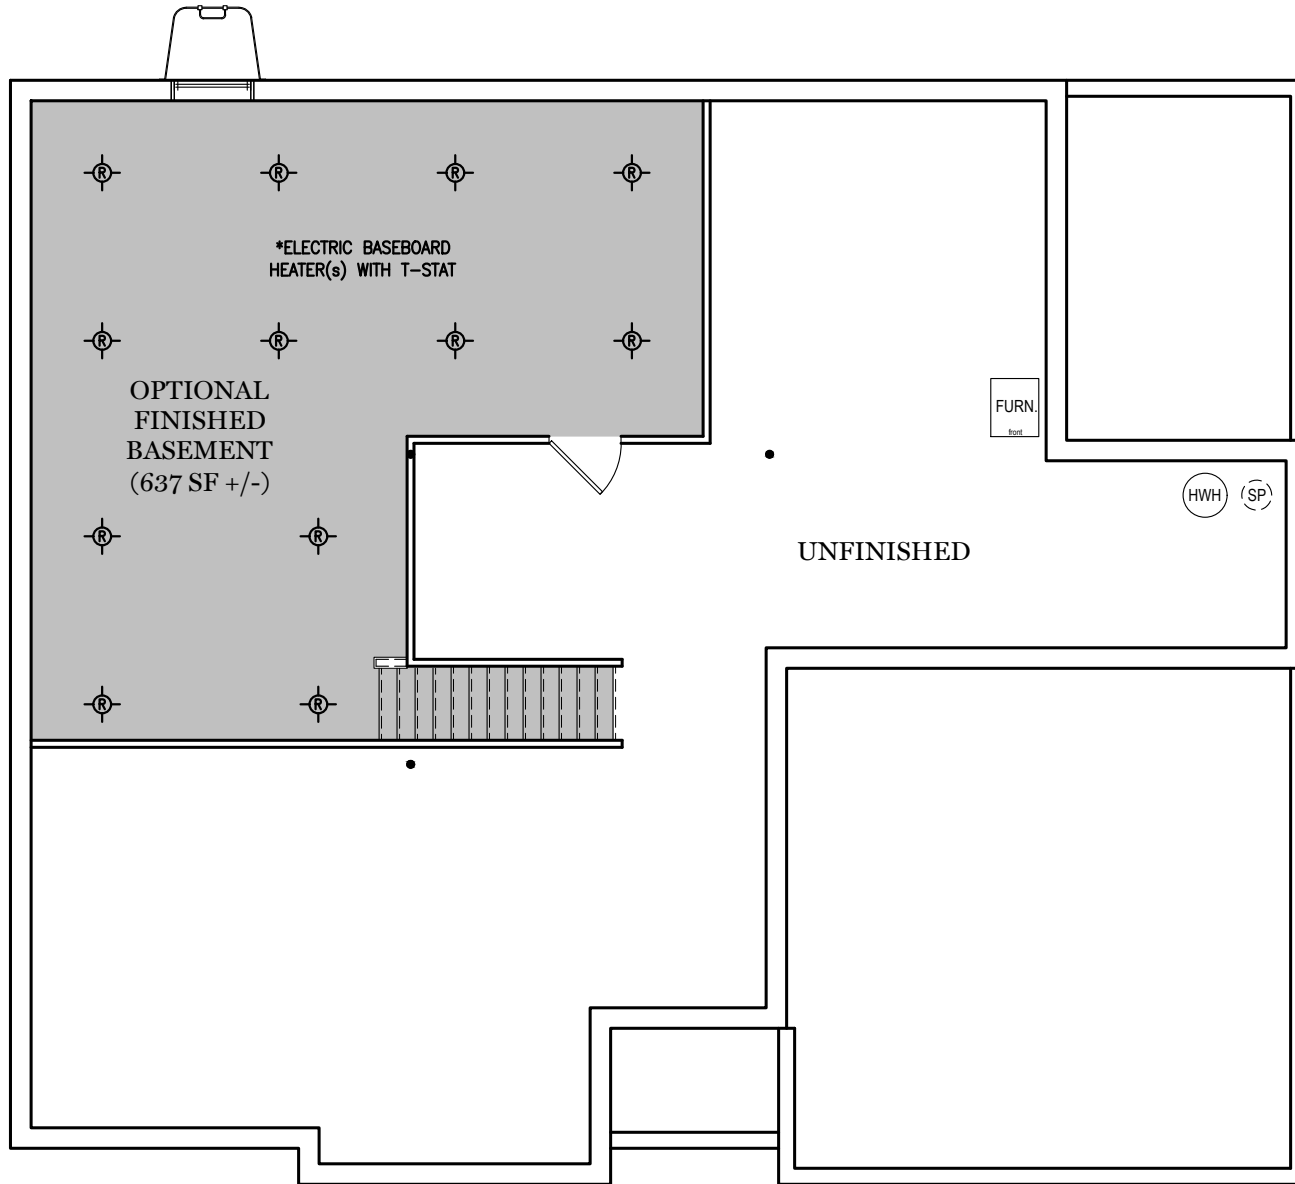 R R R R
*ELECTRIC BASEBOARD
HEATER(s) WITH T-STAT
R R R R
OPTIONAL
FINISHED
BASEMENT
(637 SF +/-)
FURN.
front
HWH SP
R R
UNFINISHED
R R